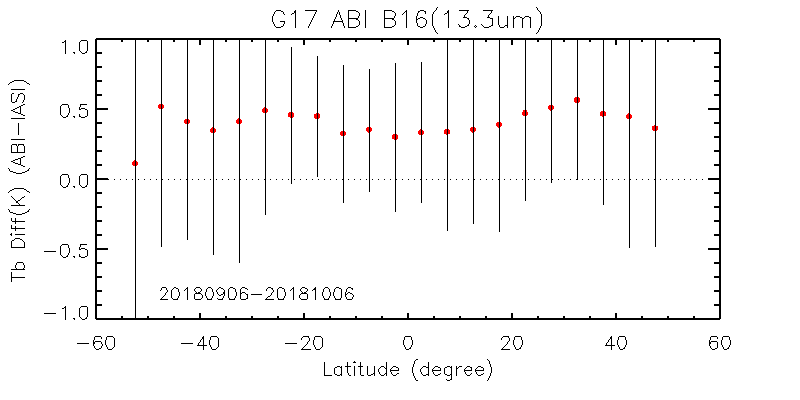 G17 ABI B16(13.3um)
1.0
0.5
0.0
-0.5
-1.0
Tb Diff(K) (ABI-IASI)
20180906-20181006
-60 -40 -20 0 20 40 60
Latitude (degree)